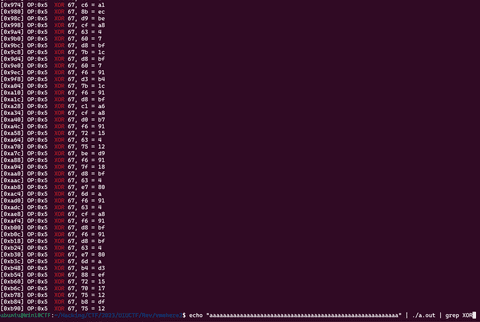 [0x974] OP:0x5 XOR 67, c6 = a1
[0x980] OP:0x5 XOR 67, 8b = ec
[0x98c] OP:0x5 XOR 67, d9 = be
[0x998] OP:0x5 XOR 67, cf = a8
[0x9a4] OP:0x5 XOR 67, 63 = 4
[0x9b0] OP:0x5 XOR 67, 60 = 7
[0x9bc] OP:0x5 XOR 67, d8 = bf
[0x9c8] OP:0x5 XOR 67, 7b = 1c
[0x9d4] OP:0x5 XOR 67, d8 = bf
[0x9e0] OP:0x5 XOR 67, 60 = 7
[0x9ec] OP:0x5 XOR 67, f6 = 91
[0x9f8] OP:0x5 XOR 67, d3 = b4
[0xa04] OP:0x5 XOR 67, 7b = 1c
[0xa10] OP:0x5 XOR 67, f6 = 91
[0xa1c] OP:0x5 XOR 67, d8 = bf
[0xa28] OP:0x5 XOR 67, c1 = a6
[0xa34] OP:0x5 XOR 67, cf = a8
[0xa40] OP:0x5 XOR 67, d0 = b7
[0xa4c] OP:0x5 XOR 67, f6 = 91
[0xa58] OP:0x5 XOR 67, 72 = 15
[0xa64] OP:0x5 XOR 67, 63 = 4
[0xa70] OP:0x5 XOR 67, 75 = 12
[0xa7c] OP:0x5 XOR 67, be = d9
[0xa88] OP:0x5 XOR 67, f6 = 91
[0xa94] OP:0x5 XOR 67, 7f = 18
[0xaa0] OP:0x5 XOR 67, d8 = bf
[0xaac] OP:0x5 XOR 67, 63 = 4
[0xab8] OP:0x5 XOR 67, e7 = 80
[0xac4] OP:0x5 XOR 67, 6d = a
[0xad0] OP:0x5 XOR 67, f6 = 91
[0xadc] OP:0x5 XOR 67, 63 = 4
[0xae8] OP:0x5 XOR 67, cf = a8
[0xaf4] OP:0x5 XOR 67, f6 = 91
[0xb00] OP:0x5 XOR 67, d8 = bf
[0xb0c] OP:0x5 XOR 67, f6 = 91
[0xb18] OP:0x5 XOR 67, d8 = bf
[0xb24] OP:0x5 XOR 67, 63 = 4
[0xb30] OP:0x5 XOR 67, e7 = 80
[0xb3c] OP:0x5 XOR 67, 6d = a
[0xb48] OP:0x5 XOR 67, b4 = d3
[0xb54] OP:0x5 XOR 67, 88 = ef
[0xb60] OP:0x5 XOR 67, 72 = 15
[0xb6c] OP:0x5 XOR 67, 70 = 17
[0xb78] OP:0x5 XOR 67, 75 = 12
[0xb84] OP:0x5 XOR 67, b8 = df
[0xb90] OP:0x5 XOR 67, 75 = 12
$ echo "aaaaaaaaaaaaaaaaaaaaaaaaaaaaaaaaaaaaaaaaaaaaaaaaaaaaaaaa" | ./a.out | grep XOR